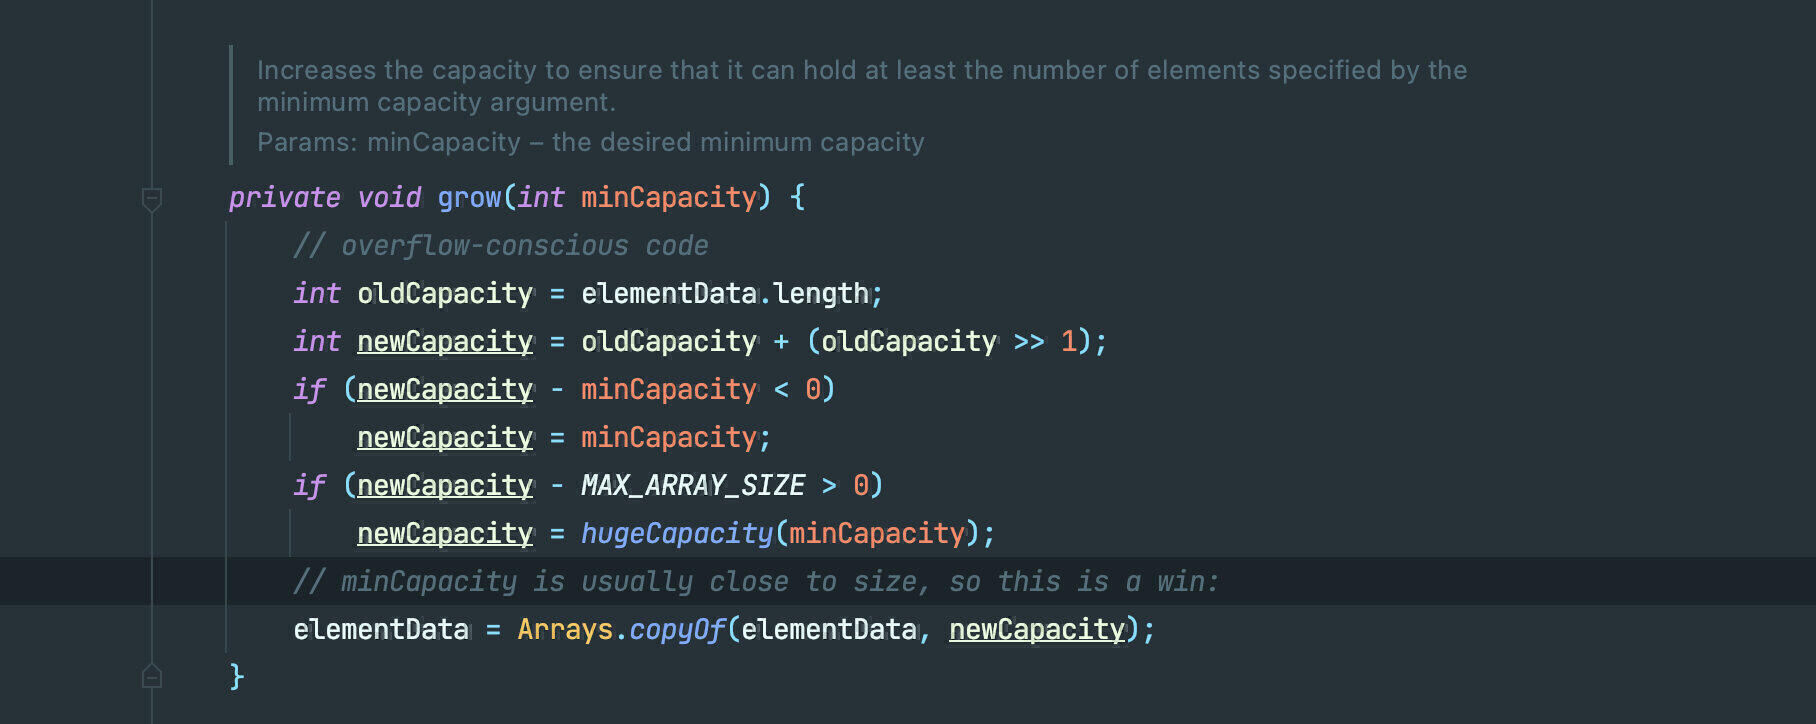 Increases the capacity to ensure that it can hold at least the number of elements specified by the
minimum capacity argument.
Params: minCapacity – the desired minimum capacity
private void grow(int minCapacity) {
// overflow-conscious code
int oldCapacity = elementData.length;
int newCapacity = oldCapacity + (oldCapacity >> 1);
if (newCapacity - minCapacity < 0)
newCapacity = minCapacity;
if (newCapacity - MAX_ARRAY_SIZE > 0)
newCapacity = hugeCapacity(minCapacity);
// minCapacity is usually close to size, so this is a win:
elementData = Arrays.copyOf(elementData, newCapacity);
}